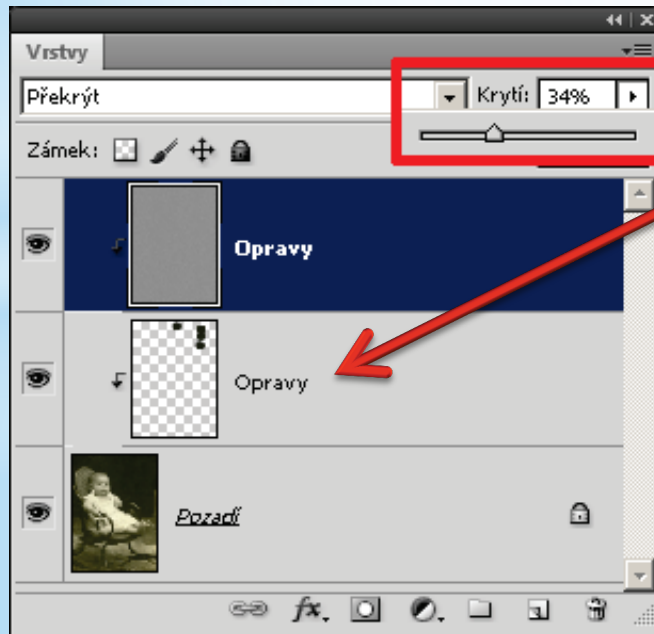 Vrstvy
Překrýt Krytí: 34%
Zámek:
Opravy
Opravy
Pozadí
fx.